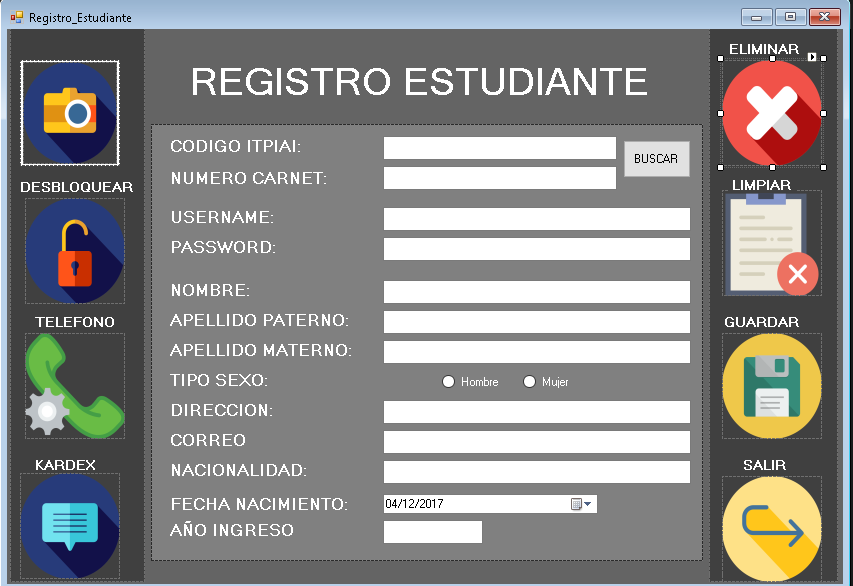 Registro_Estudiante
REGISTRO ESTUDIANTE
DESBLOQUEAR
TELEFONO
KARDEX
CODIGO ITPIAI:
BUSCAR
NUMERO CARNET:
USERNAME:
PASSWORD:
NOMBRE:
APELLIDO PATERNO:
APELLIDO MATERNO:
TIPO SEXO: Hombre Mujer
DIRECCION:
CORREO
NACIONALIDAD:
FECHA NACIMIENTO: 04/12/2017
AÑO INGRESO
ELIMINAR
LIMPIAR
GUARDAR
SALIR